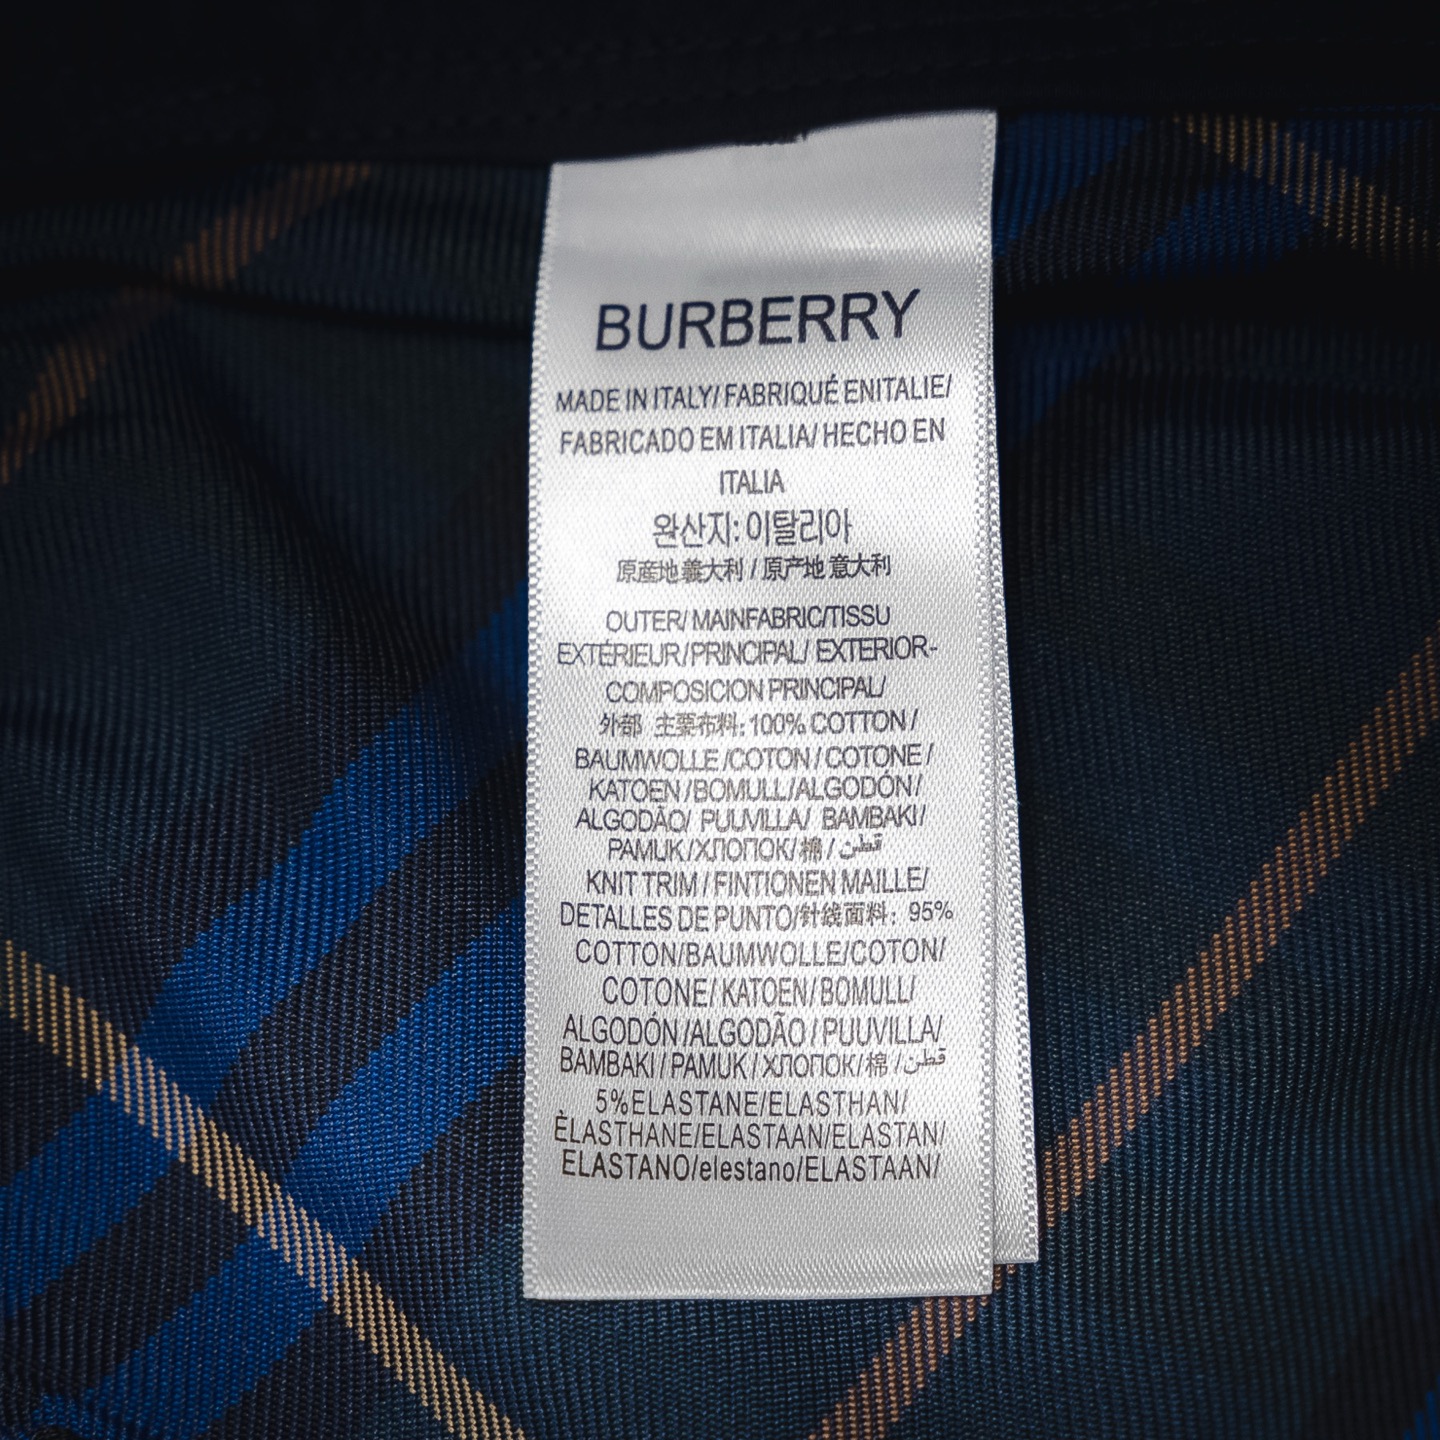 BURBERRY
MADE IN ITALY/ FABRIQUÉ ENITALIE/
FABRICADO EM ITALIA/ HECHO EN
ITALIA
완산지: 이탈리아
原産地 義大利 / 原产地 意大利
OUTER/ MAINFABRIC/TISSU
EXTÉRIEUR/PRINCIPAL/ EXTERIOR-
COMPOSICION PRINCIPAL/
外部 主要布料: 100% COTTON /
BAUMWOLLE /COTON / COTONE /
KATOEN /BOMULL/ALGODÓN /
ALGODÃO/ PUUVILLA/ BAMBAKI /
PAMUK /ХЛОПОК/ 棉 / قطن
KNIT TRIM / FINTIONEN MAILLE/
DETALLES DE PUNTO/针线面料: 95%
COTTON/BAUMWOLLE/COTON/
COTONE/ KATOEN/ BOMULL/
ALGODÓN /ALGODÃO / PUUVILLA/
BAMBAKI / PAMUK / ХЛОПОК/ 棉 / قطن
5%ELASTANE/ELASTHAN/
ÈLASTHANE/ELASTAAN/ELASTAN/
ELASTANO/elestano/ELASTAAN/